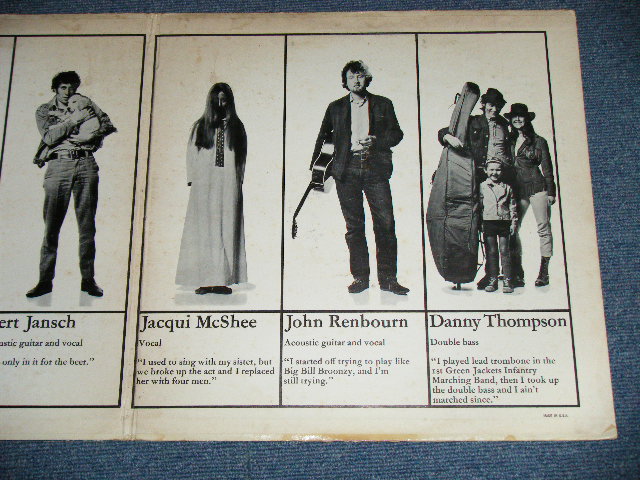 ert Jansch
ustic guitar and vocal
only in it for the beer."
Jacqui McShee
Vocal
"I used to sing with my sister, but
we broke up the act and I replaced
her with four men."
John Renbourn
Acoustic guitar and vocal
"I started off trying to play like
Big Bill Broonzy, and I'm
still trying."
Danny Thompson
Double bass
"I played lead trombone in the
1st Green Jackets Infantry
Marching Band, then I took up
the double bass and I ain't
marched since."
MADE IN U.S.A.